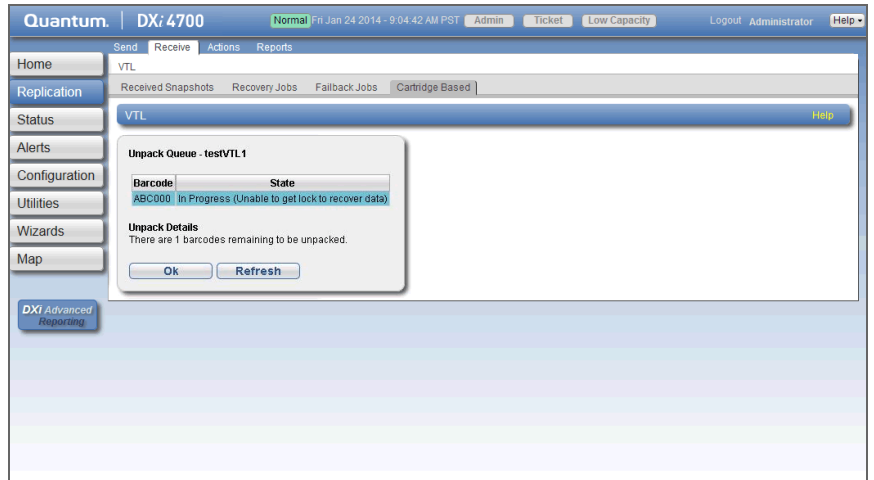 Quantum. DXi 4700 Normal Fri Jan 24 2014 - 9:04:42 AM PST Admin Ticket Low Capacity Logout Administrator Help
Send Receive Actions Reports
Home
VTL
Replication
Received Snapshots Recovery Jobs Failback Jobs Cartridge Based
Status
VTL Help
Alerts
Unpack Queue - testVTL1
Configuration
Barcode State
Utilities
ABC000 In Progress (Unable to get lock to recover data)
Wizards
Unpack Details
There are 1 barcodes remaining to be unpacked.
Map
Ok Refresh
DXi Advanced
Reporting